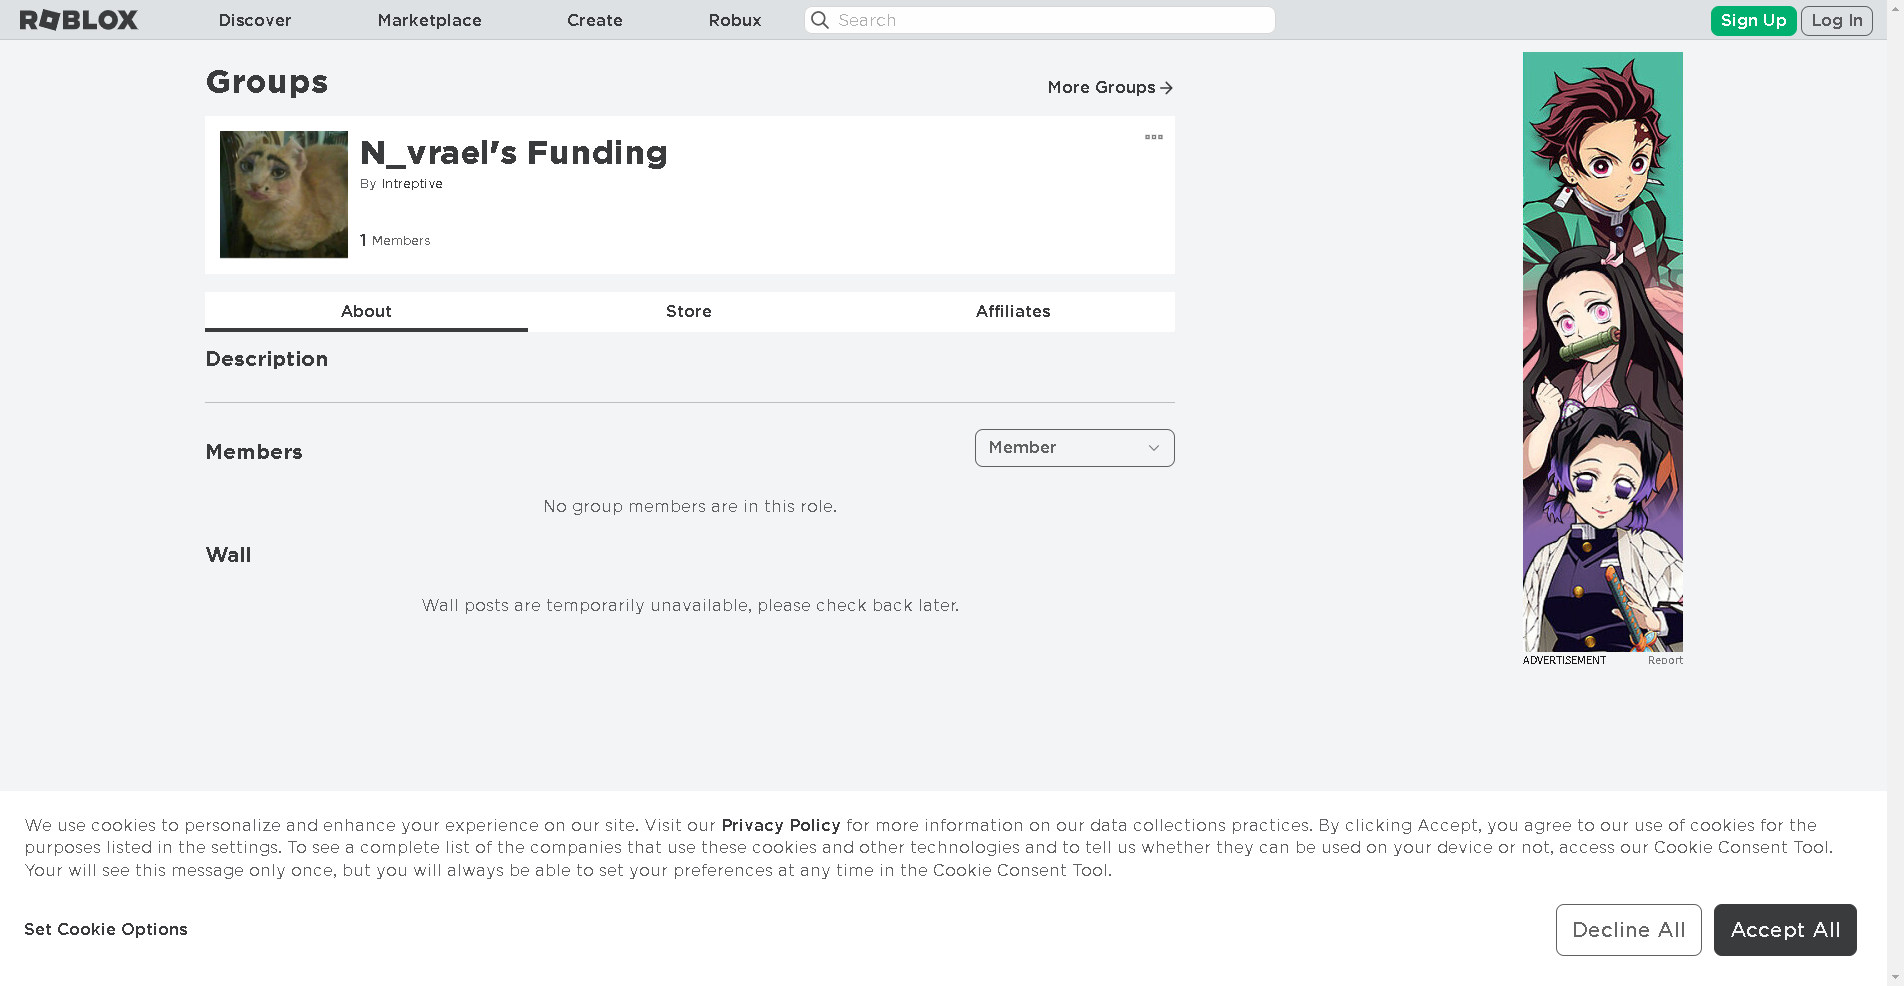 ROBLOX
Discover
Marketplace
Create
Robux
Search
Sign Up
Log In
Groups
More Groups
N_vrael's Funding
By Intreptive
1 Members
About
Store
Affiliates
Description
Members
Member
No group members are in this role.
Wall
Wall posts are temporarily unavailable, please check back later.
ADVERTISEMENT
Report
We use cookies to personalize and enhance your experience on our site. Visit our Privacy Policy for more information on our data collections practices. By clicking Accept, you agree to our use of cookies for the
purposes listed in the settings. To see a complete list of the companies that use these cookies and other technologies and to tell us whether they can be used on your device or not, access our Cookie Consent Tool.
Your will see this message only once, but you will always be able to set your preferences at any time in the Cookie Consent Tool.
Set Cookie Options
Decline All
Accept All